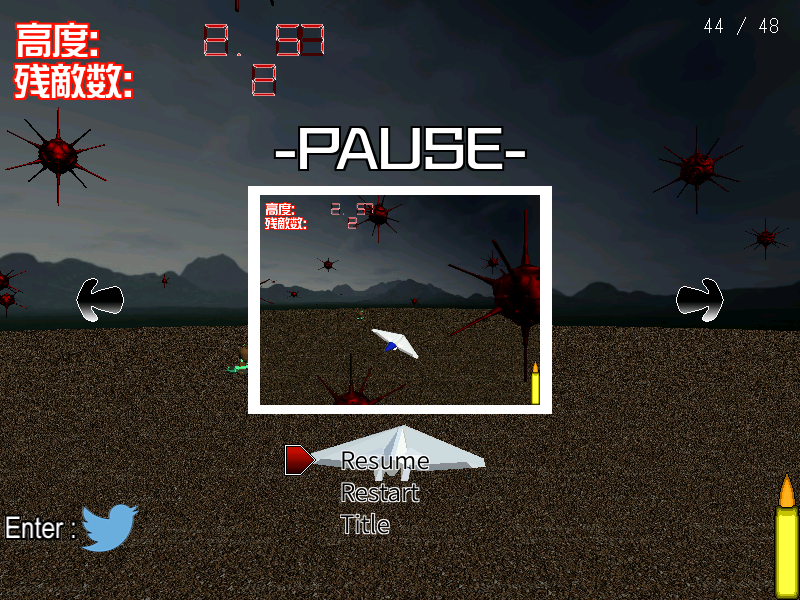 高度: 2. 57
44 / 48
残敵数: 2
-PAUSE-
高度: 2. 57
残敵数: 2
Resume
Restart
Title
Enter :